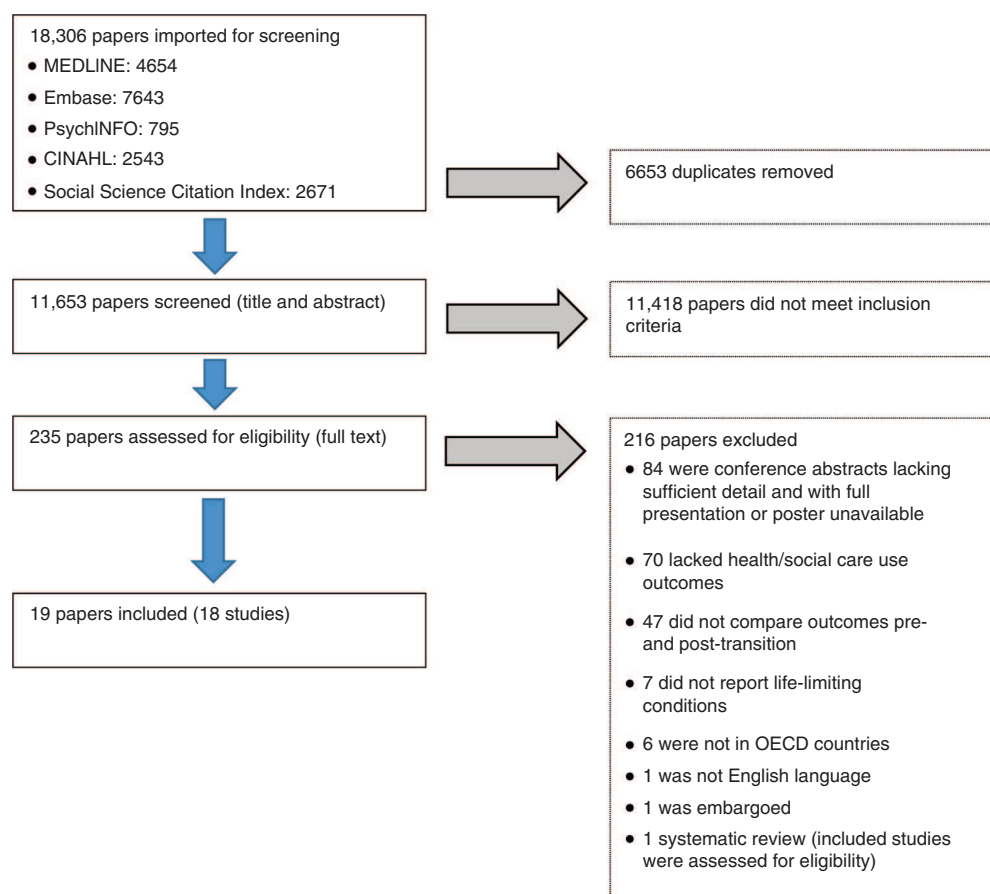 18,306 papers imported for screening
• MEDLINE: 4654
• Embase: 7643
• PsychINFO: 795
• CINAHL: 2543
• Social Science Citation Index: 2671
6653 duplicates removed
11,653 papers screened (title and abstract)
11,418 papers did not meet inclusion
criteria
235 papers assessed for eligibility (full text)
216 papers excluded
• 84 were conference abstracts lacking
sufficient detail and with full
presentation or poster unavailable
• 70 lacked health/social care use
outcomes
• 47 did not compare outcomes pre-
and post-transition
• 7 did not report life-limiting
conditions
• 6 were not in OECD countries
• 1 was not English language
• 1 was embargoed
• 1 systematic review (included studies
were assessed for eligibility)
19 papers included (18 studies)